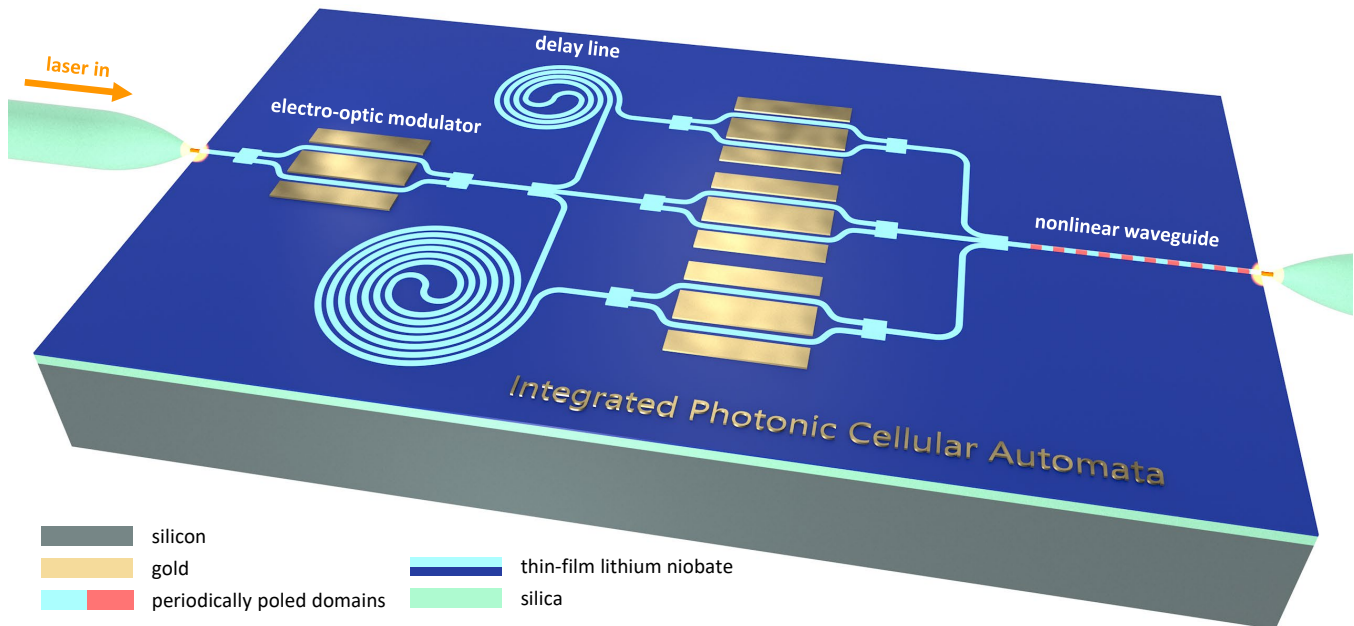 laser in
delay line
electro-optic modulator
nonlinear waveguide
Integrated Photonic Cellular Automata
silicon
gold
periodically poled domains
thin-film lithium niobate
silica